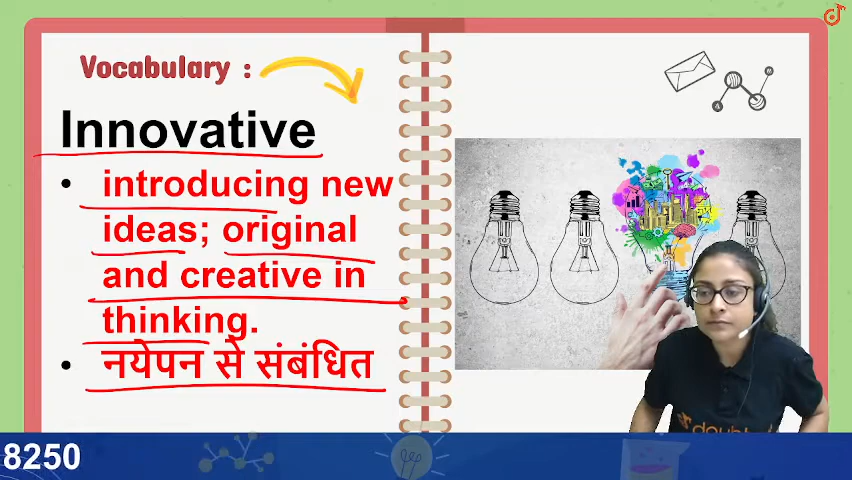 Vocabulary :
Innovative
• introducing new
ideas; original
and creative in
thinking.
• नयेपन से संबंधित
8250